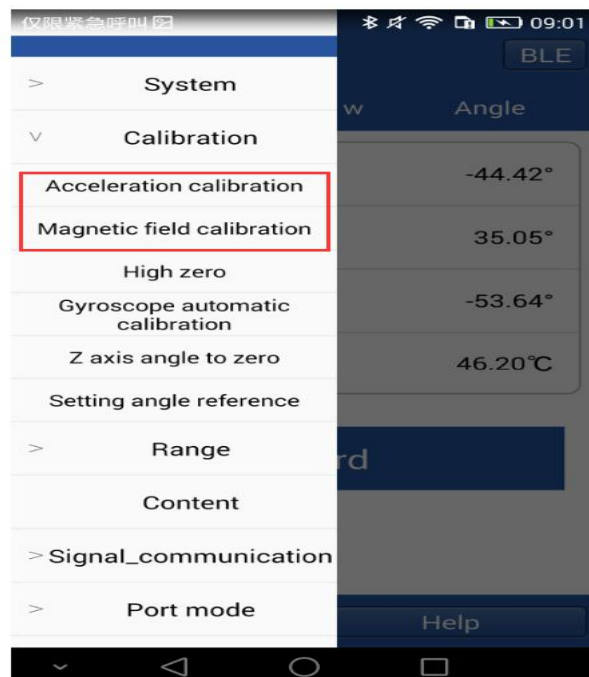 仅限紧急呼叫
09:01
BLE
> System
w
Angle
∨ Calibration
Acceleration calibration
-44.42°
Magnetic field calibration
35.05°
High zero
Gyroscope automatic
calibration
-53.64°
Z axis angle to zero
46.20℃
Setting angle reference
> Range
rd
Content
> Signal_communication
> Port mode
Help